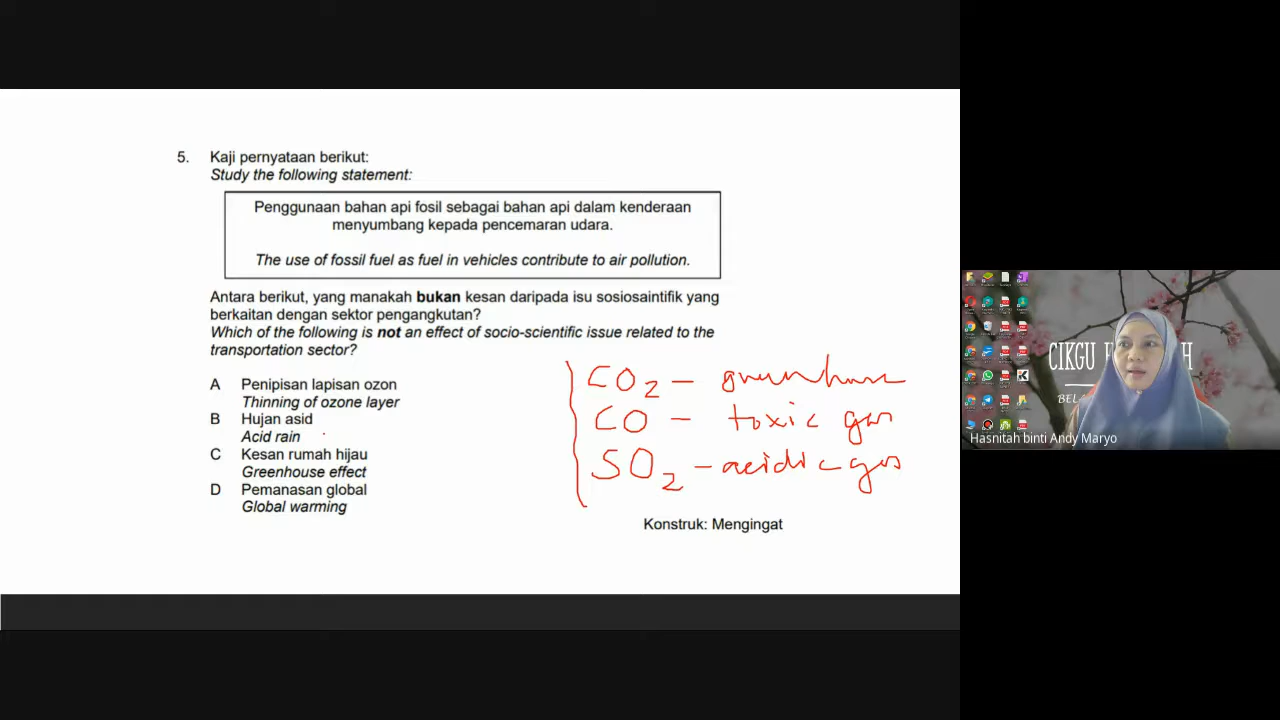 5. Kaji pernyataan berikut:
Study the following statement:
Penggunaan bahan api fosil sebagai bahan api dalam kenderaan
menyumbang kepada pencemaran udara.
The use of fossil fuel as fuel in vehicles contribute to air pollution.
Antara berikut, yang manakah bukan kesan daripada isu sosiosaintifik yang
berkaitan dengan sektor pengangkutan?
Which of the following is not an effect of socio-scientific issue related to the
transportation sector?
A Penipisan lapisan ozon
Thinning of ozone layer
B Hujan asid
Acid rain
C Kesan rumah hijau
Greenhouse effect
D Pemanasan global
Global warming
CO2 – greenhouse
CO – toxic gas
SO2 – acidic gas
Konstruk: Mengingat
CIKGU H
H
BEL
Hasnitah binti Andy Maryo